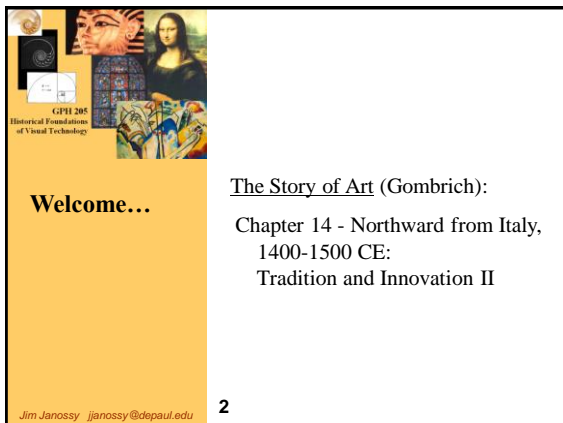 GPH 205
Historical Foundations
of Visual Technology
Welcome…
The Story of Art (Gombrich):
Chapter 14 - Northward from Italy,
1400-1500 CE:
Tradition and Innovation II
Jim Janossy jjanossy@depaul.edu
2